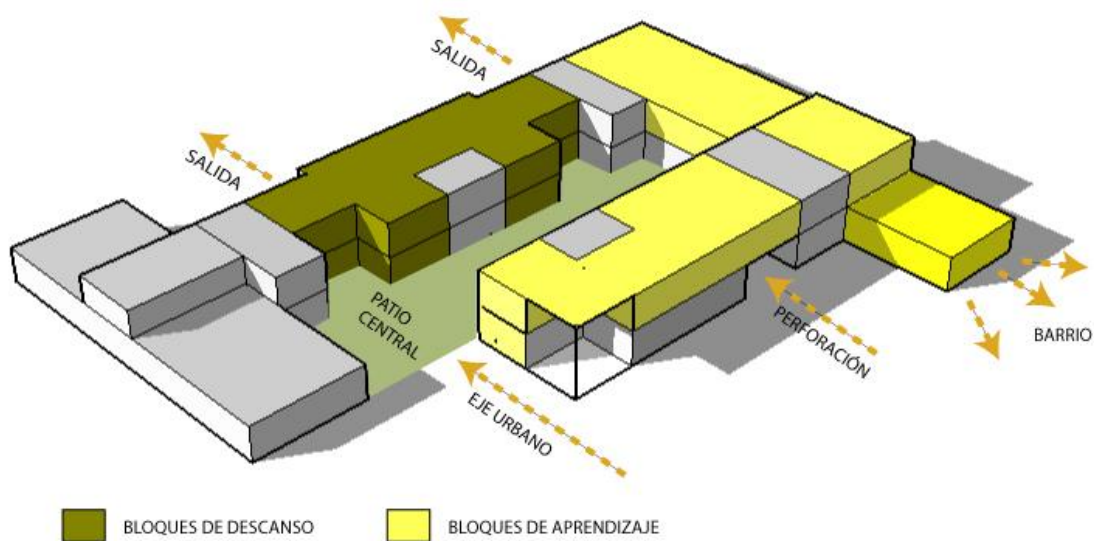 SALIDA
SALIDA
PATIO
CENTRAL
PERFORACIÓN
BARRIO
EJE URBANO
BLOQUES DE DESCANSO
BLOQUES DE APRENDIZAJE